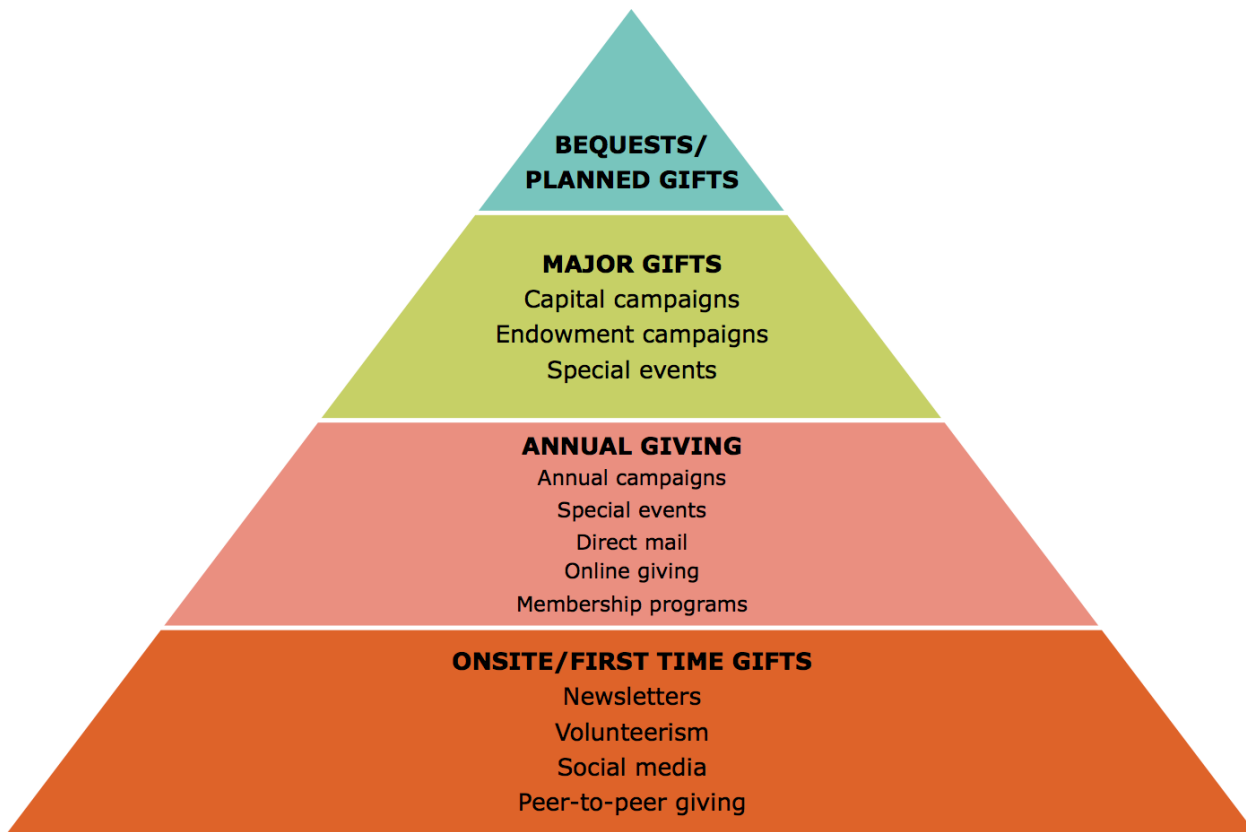 BEQUESTS/
PLANNED GIFTS
MAJOR GIFTS
Capital campaigns
Endowment campaigns
Special events
ANNUAL GIVING
Annual campaigns
Special events
Direct mail
Online giving
Membership programs
ONSITE/FIRST TIME GIFTS
Newsletters
Volunteerism
Social media
Peer-to-peer giving